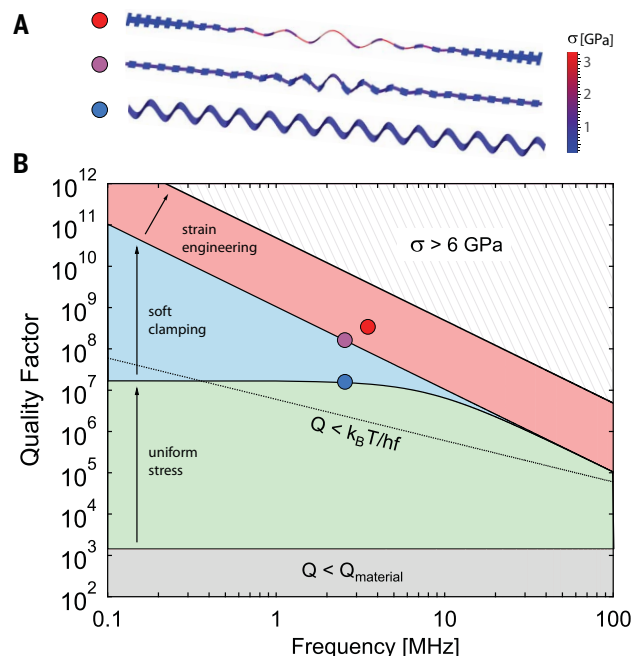 A
σ [GPa]
3
2
1
B
10¹²
10¹¹
10¹⁰
10⁹
10⁸
10⁷
10⁶
10⁵
10⁴
10³
10²
Quality Factor
strain
engineering
σ > 6 GPa
soft
clamping
Q < k_BT/hf
uniform
stress
Q < Q_material
0.1
1
10
100
Frequency [MHz]